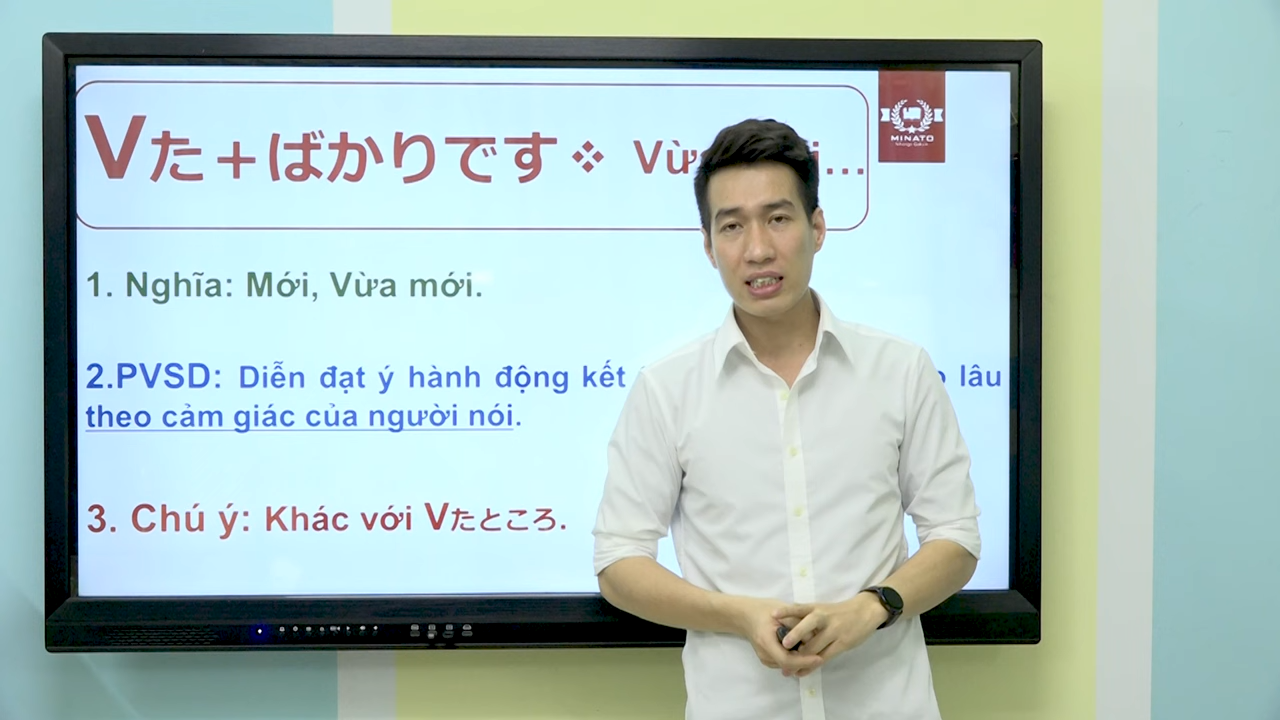 Vた＋ばかりです❖ ...
MINATO
1. Nghĩa: Mới, Vừa mới.
2.PVSD: Diễn đạt ý hành động kết lâu
theo cảm giác của người nói.
3. Chú ý: Khác với Vたところ.